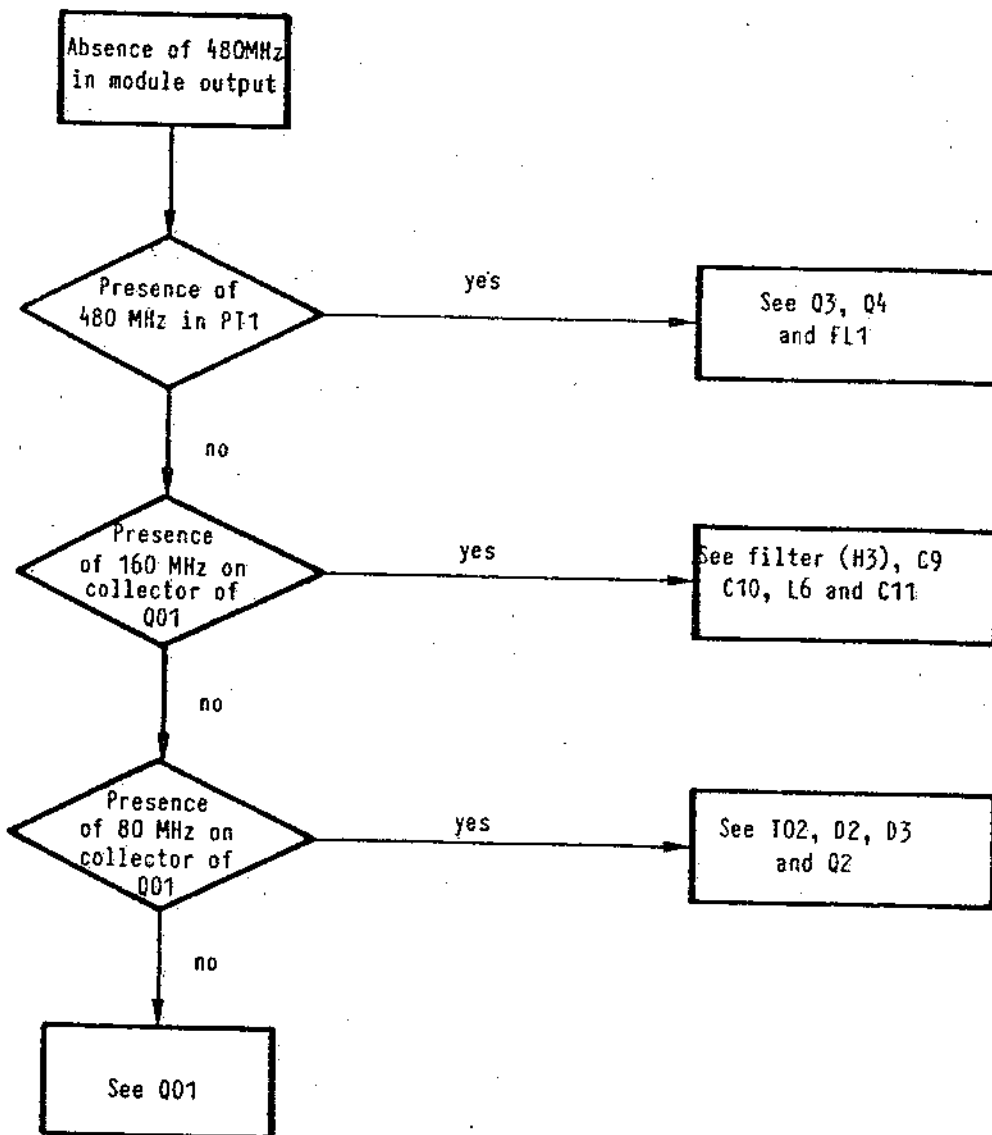 Absence of 480MHz
in module output
Presence of
480 MHz in PT1
yes
See Q3, Q4
and FL1
no
Presence
of 160 MHz on
collector of
Q01
yes
See filter (H3), C9
C10, L6 and C11
no
Presence
of 80 MHz on
collector of
Q01
yes
See T02, D2, D3
and Q2
no
See Q01